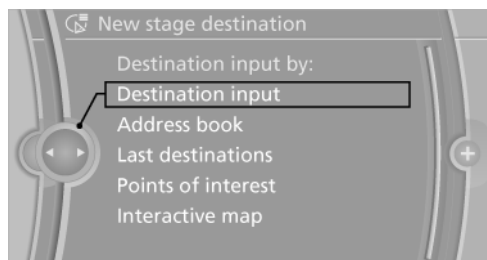 New stage destination
Destination input by:
Destination input
Address book
Last destinations
Points of interest
Interactive map